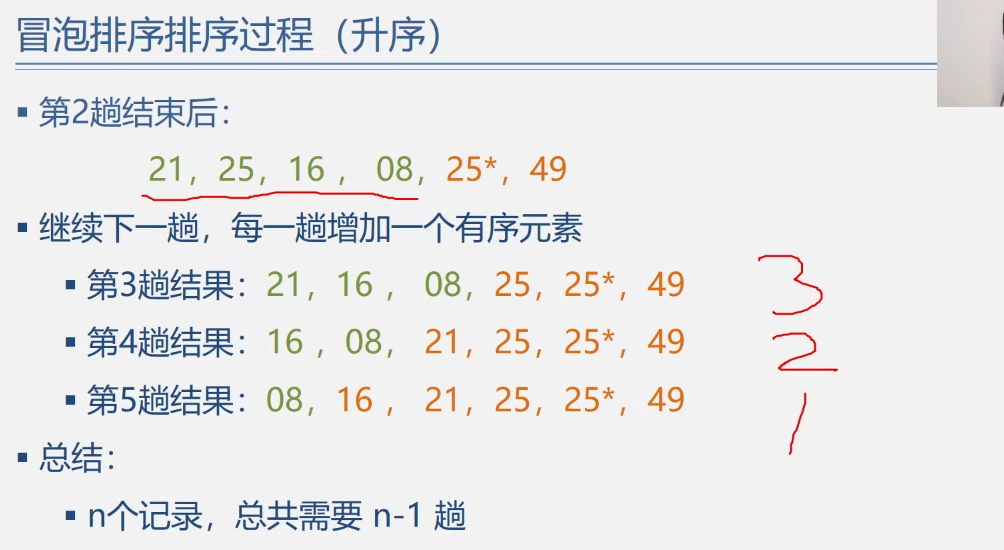 冒泡排序排序过程（升序）
▪ 第2趟结束后：
21，25，16 ， 08，25*，49
▪ 继续下一趟，每一趟增加一个有序元素
▪ 第3趟结果：21，16 ， 08，25，25*，49
3
▪ 第4趟结果：16 ，08， 21，25，25*，49
2
▪ 第5趟结果：08，16 ， 21，25，25*，49
1
▪ 总结：
▪ n个记录，总共需要 n-1 趟